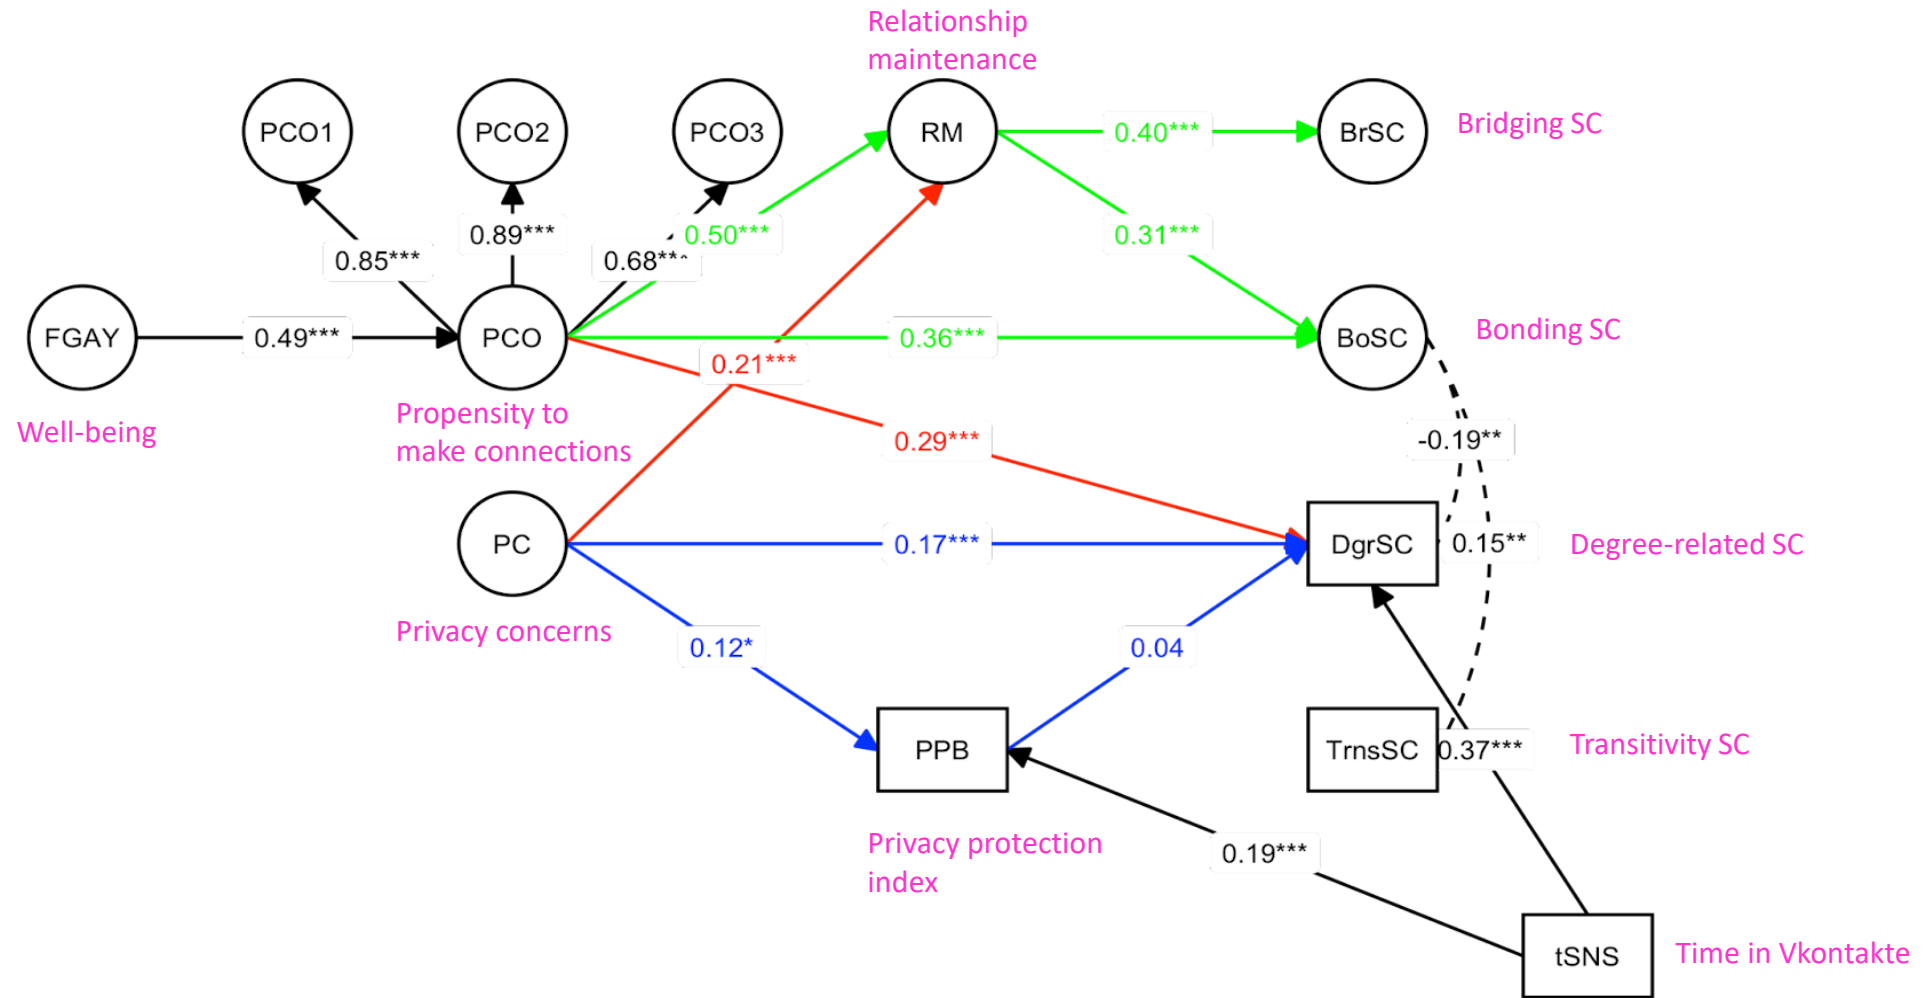 Relationship
maintenance
PCO1
PCO2
PCO3
RM
0.40***
BrSC
Bridging SC
0.85***
0.89***
0.68***
0.50***
0.31***
FGAY
0.49***
PCO
0.36***
BoSC
Bonding SC
0.21***
Well-being
Propensity to
make connections
0.29***
-0.19**
PC
0.17***
DgrSC
0.15**
Degree-related SC
Privacy concerns
0.12*
0.04
PPB
TrnsSC
0.37***
Transitivity SC
Privacy protection
index
0.19***
tSNS
Time in Vkontakte